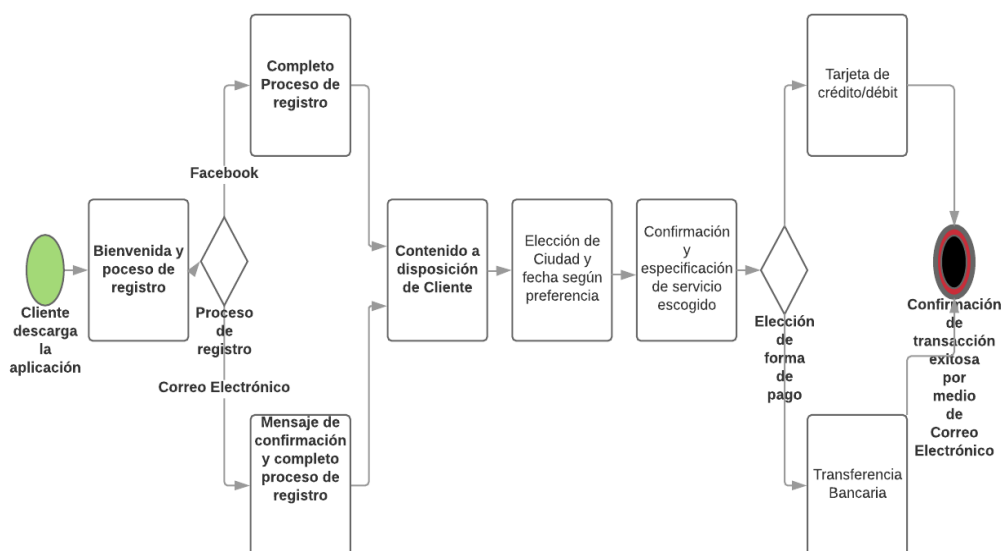 Cliente
descarga
la
aplicación
Bienvenida y
poceso de
registro
Facebook
Proceso
de
registro
Correo Electrónico
Completo
Proceso de
registro
Mensaje de
confirmación
y completo
proceso de
registro
Contenido a
disposición
de Cliente
Elección de
Ciudad y
fecha según
preferencia
Confirmación
y
especificación
de servicio
escogido
Elección
de
forma
de
pago
Tarjeta de
crédito/débit
Transferencia
Bancaria
Confirmación
de
transacción
exitosa
por
medio
de
Correo
Electrónico